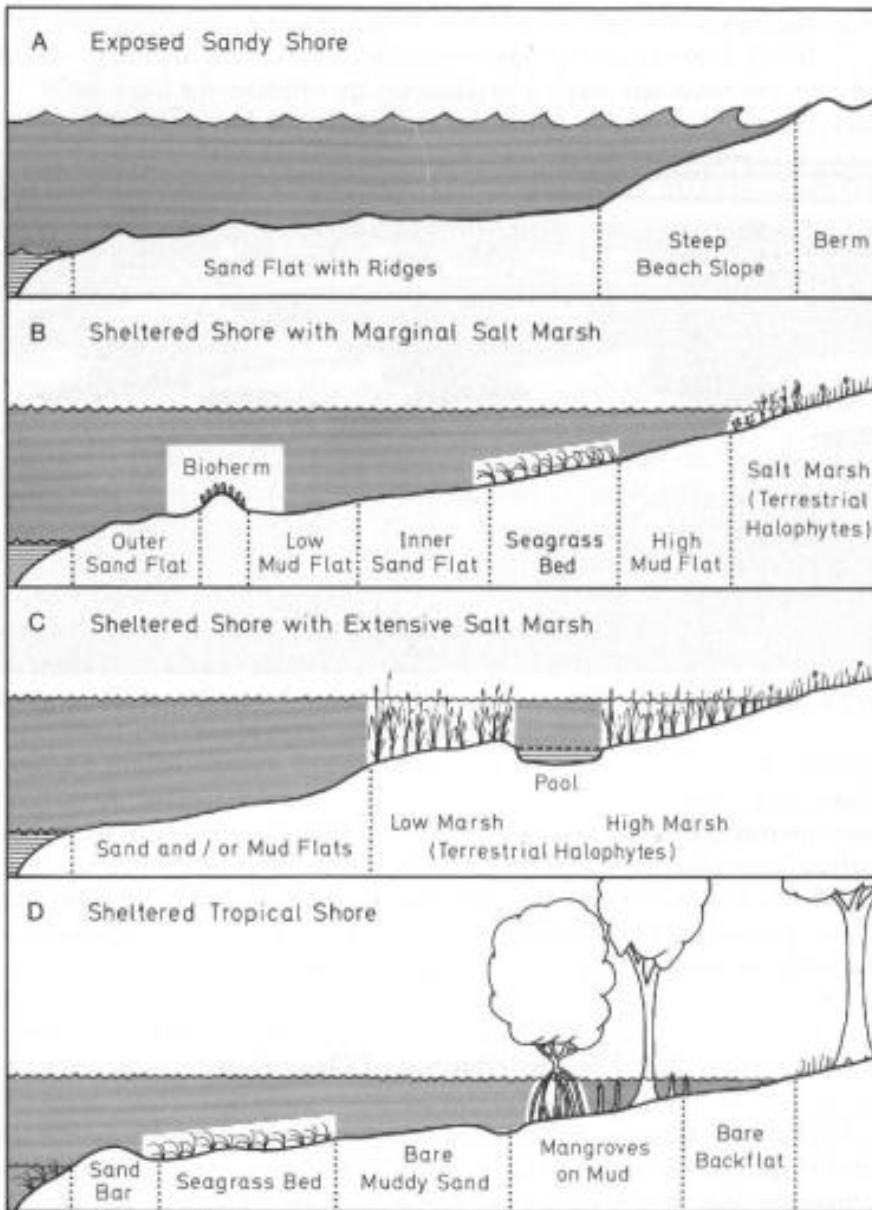 A Exposed Sandy Shore
Sand Flat with Ridges
Steep
Beach Slope
Berm
B Sheltered Shore with Marginal Salt Marsh
Bioherm
Outer
Sand Flat
Low
Mud Flat
Inner
Sand Flat
Seagrass
Bed
High
Mud Flat
Salt Marsh
(Terrestrial
Halophytes)
C Sheltered Shore with Extensive Salt Marsh
Pool
Sand and / or Mud Flats
Low Marsh
High Marsh
(Terrestrial Halophytes)
D Sheltered Tropical Shore
Sand
Bar
Seagrass Bed
Bare
Muddy Sand
Mangroves
on Mud
Bare
Backflat